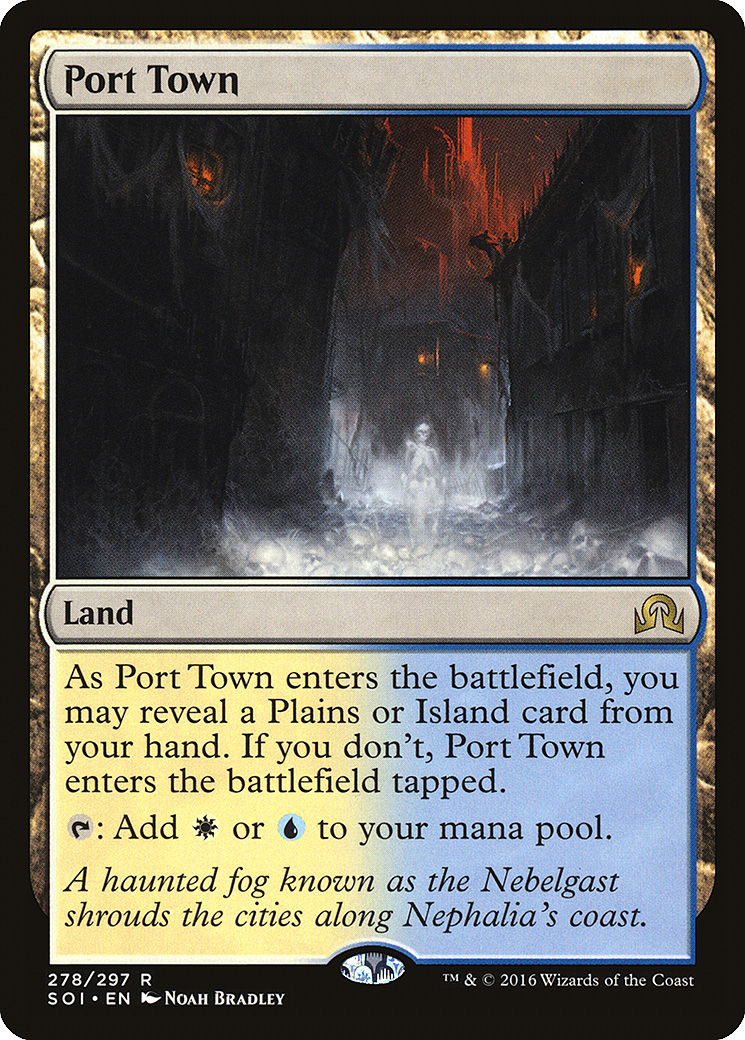 Port Town
Land
As Port Town enters the battlefield, you
may reveal a Plains or Island card from
your hand. If you don't, Port Town
enters the battlefield tapped.
: Add or to your mana pool.
A haunted fog known as the Nebelgast
shrouds the cities along Nephalia's coast.
278/297 R
SOI • EN Noah Bradley
™ & © 2016 Wizards of the Coast